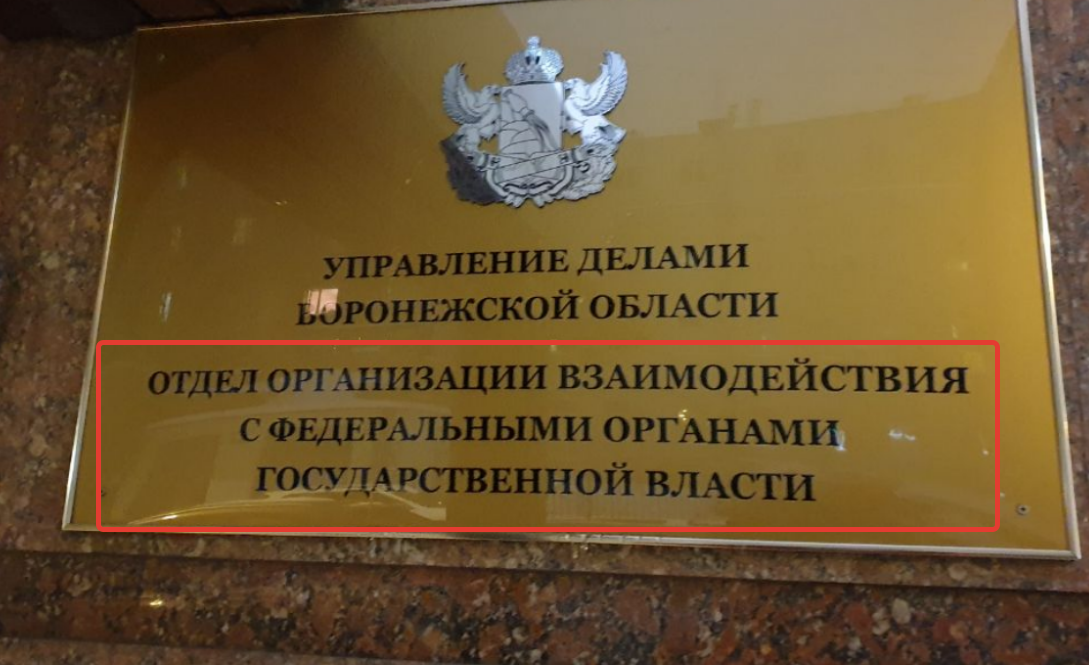 УПРАВЛЕНИЕ ДЕЛАМИ
ВОРОНЕЖСКОЙ ОБЛАСТИ
ОТДЕЛ ОРГАНИЗАЦИИ ВЗАИМОДЕЙСТВИЯ
С ФЕДЕРАЛЬНЫМИ ОРГАНАМИ
ГОСУДАРСТВЕННОЙ ВЛАСТИ